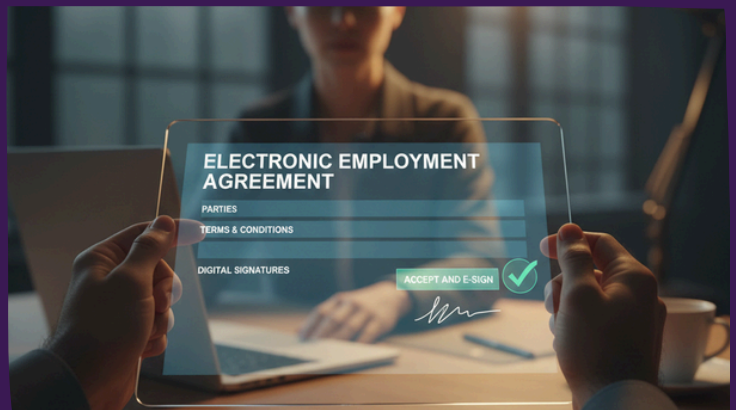 ELECTRONIC EMPLOYMENT
AGREEMENT
PARTIES
TERMS & CONDITIONS
DIGITAL SIGNATURES
ACCEPT AND E-SIGN